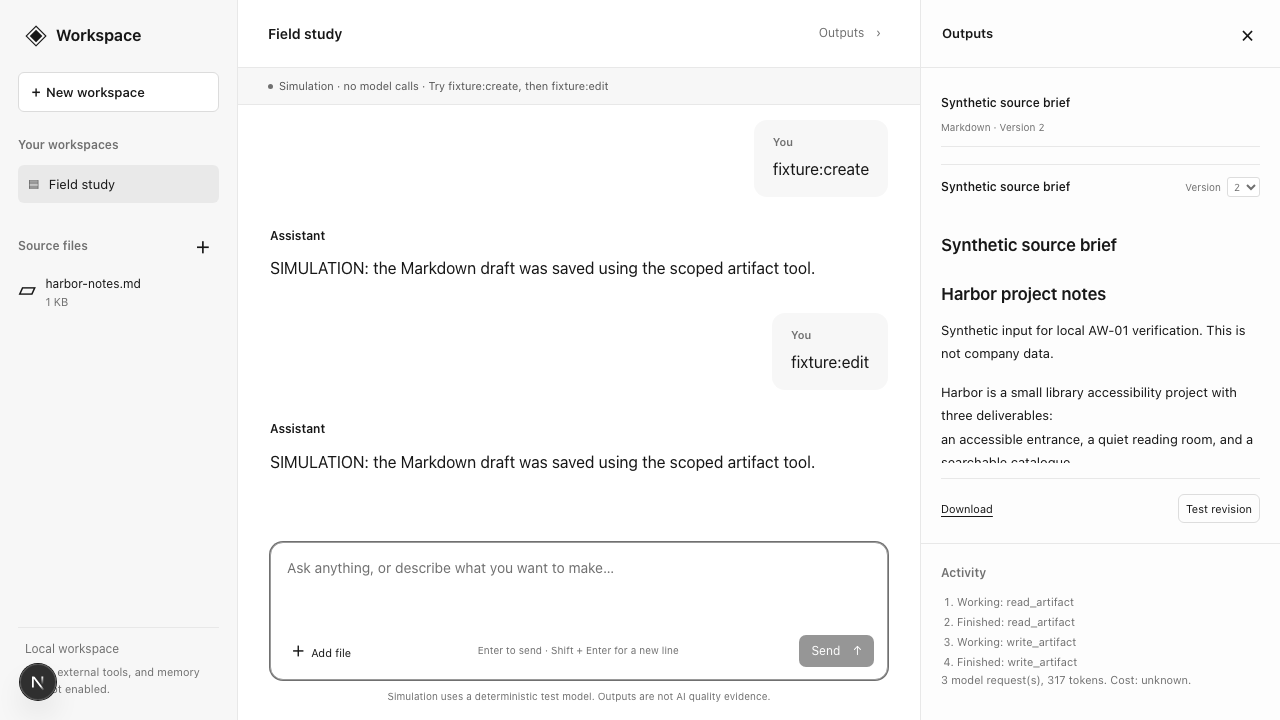 Workspace
+ New workspace
Your workspaces
Field study
Source files
harbor-notes.md
1 KB
Local workspace
external tools, and memory
enabled.
N
Field study
Outputs
Simulation · no model calls · Try fixture:create, then fixture:edit
You
fixture:create
Assistant
SIMULATION: the Markdown draft was saved using the scoped artifact tool.
You
fixture:edit
Assistant
SIMULATION: the Markdown draft was saved using the scoped artifact tool.
Ask anything, or describe what you want to make...
+ Add file
Enter to send · Shift + Enter for a new line
Send ↑
Simulation uses a deterministic test model. Outputs are not AI quality evidence.
Outputs
Synthetic source brief
Markdown · Version 2
Synthetic source brief
Version 2
Synthetic source brief
Harbor project notes
Synthetic input for local AW-01 verification. This is
not company data.
Harbor is a small library accessibility project with
three deliverables:
an accessible entrance, a quiet reading room, and a
searchable catalogue
Download
Test revision
Activity
1. Working: read_artifact
2. Finished: read_artifact
3. Working: write_artifact
4. Finished: write_artifact
3 model request(s), 317 tokens. Cost: unknown.